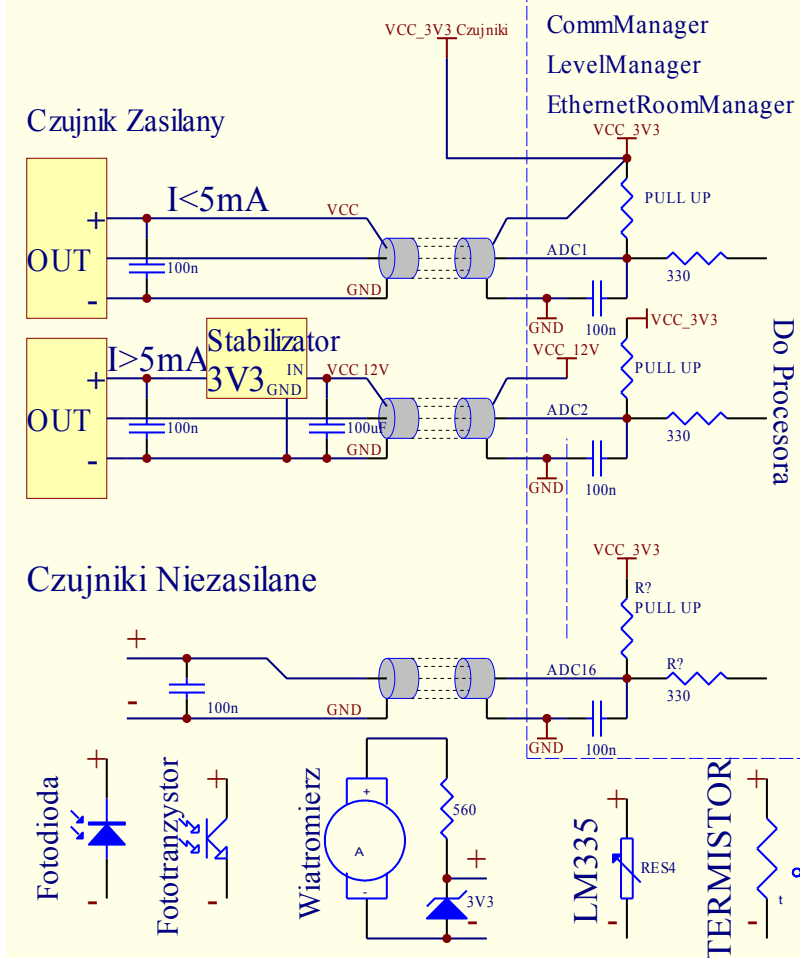 VCC_3V3 Czujniki
CommManager
LevelManager
EthernetRoomManager
Czujnik Zasilany
VCC_3V3
+
I<5mA
VCC
PULL UP
OUT
100n
ADC1
330
-
GND
GND
100n
Stabilizator
3V3
IN
GND
I>5mA
VCC_3V3
VCC_12V
+
VCC 12V
PULL UP
OUT
100n
100uF
ADC2
330
-
GND
GND
100n
Do Procesora
Czujniki Niezasilane
VCC_3V3
R?
PULL UP
+
ADC16
R?
330
100n
-
GND
GND
100n
Fotodioda
+
-
Fototranzystor
+
-
Wiatromierz
+
A
-
560
+
3V3
-
LM335
+
RES4
-
TERMISTOR
+
t
o
-